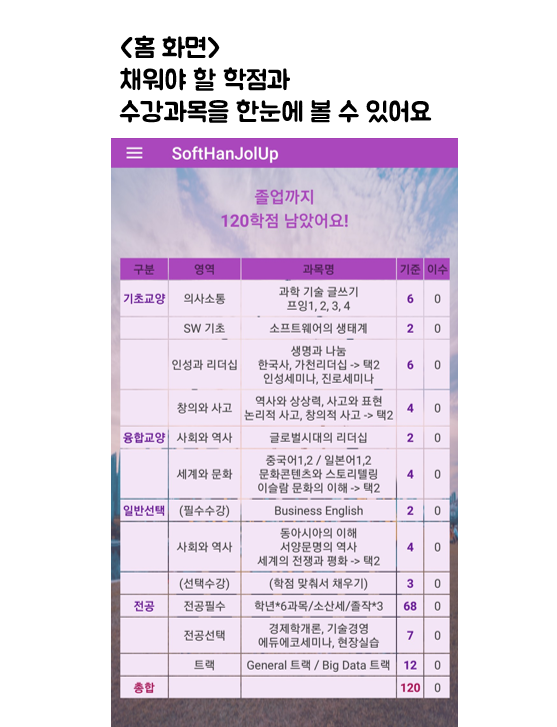 <홈 화면>
채워야 할 학점과
수강과목을 한눈에 볼 수 있어요
SoftHanJolUp
졸업까지
120학점 남았어요!
구분 영역 과목명 기준 이수
기초교양 의사소통 과학 기술 글쓰기 6 0
프잉1, 2, 3, 4
SW 기초 소프트웨어의 생태계 2 0
인성과 리더십 생명과 나눔 6 0
한국사, 가천리더십 -> 택2
인성세미나, 진로세미나
창의와 사고 역사와 상상력, 사고와 표현 4 0
논리적 사고, 창의적 사고 -> 택2
융합교양 사회와 역사 글로벌시대의 리더십 2 0
세계와 문화 중국어1,2 / 일본어1,2 4 0
문화콘텐츠와 스토리텔링
이슬람 문화의 이해 -> 택2
일반선택 (필수수강) Business English 2 0
사회와 역사 동아시아의 이해 4 0
서양문명의 역사
세계의 전쟁과 평화 -> 택2
(선택수강) (학점 맞춰서 채우기) 3 0
전공 전공필수 학년*6과목/소산세/졸작*3 68 0
전공선택 경제학개론, 기술경영 7 0
에듀에코세미나, 현장실습
트랙 General 트랙 / Big Data 트랙 12 0
총합 120 0